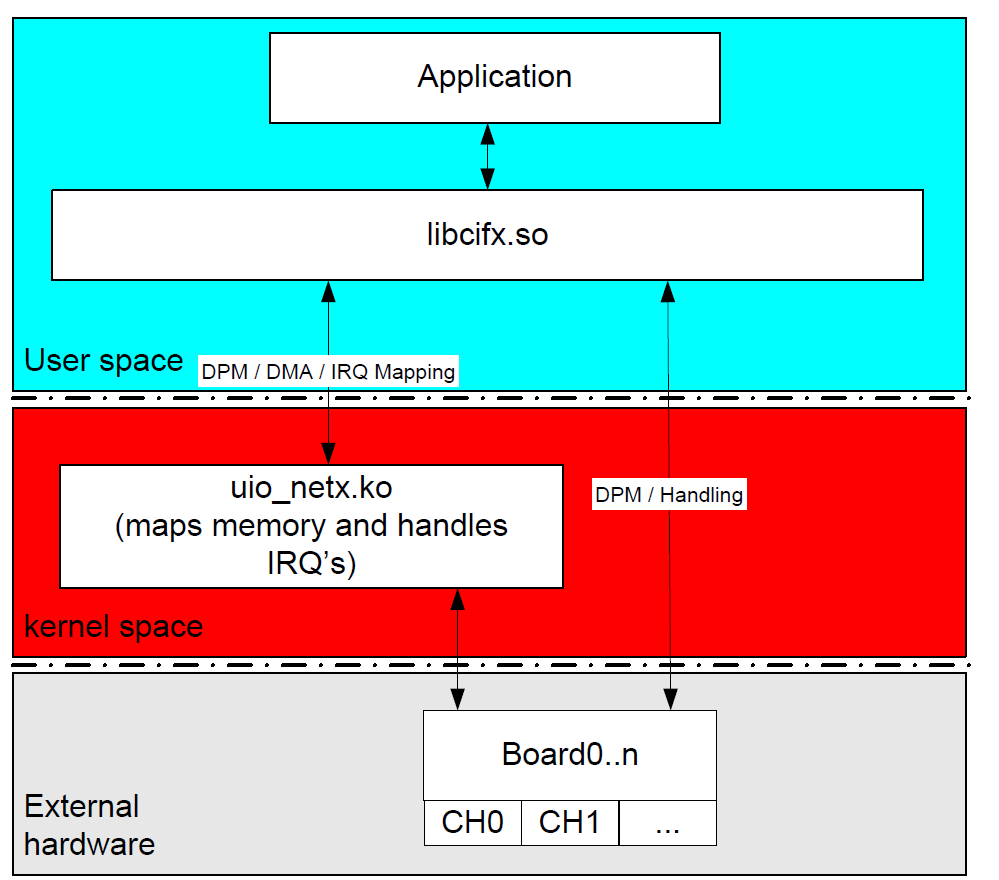 Application
libcifx.so
User space
DPM / DMA / IRQ Mapping
uio_netx.ko
(maps memory and handles
IRQ’s)
DPM / Handling
kernel space
Board0..n
CH0
CH1
...
External
hardware